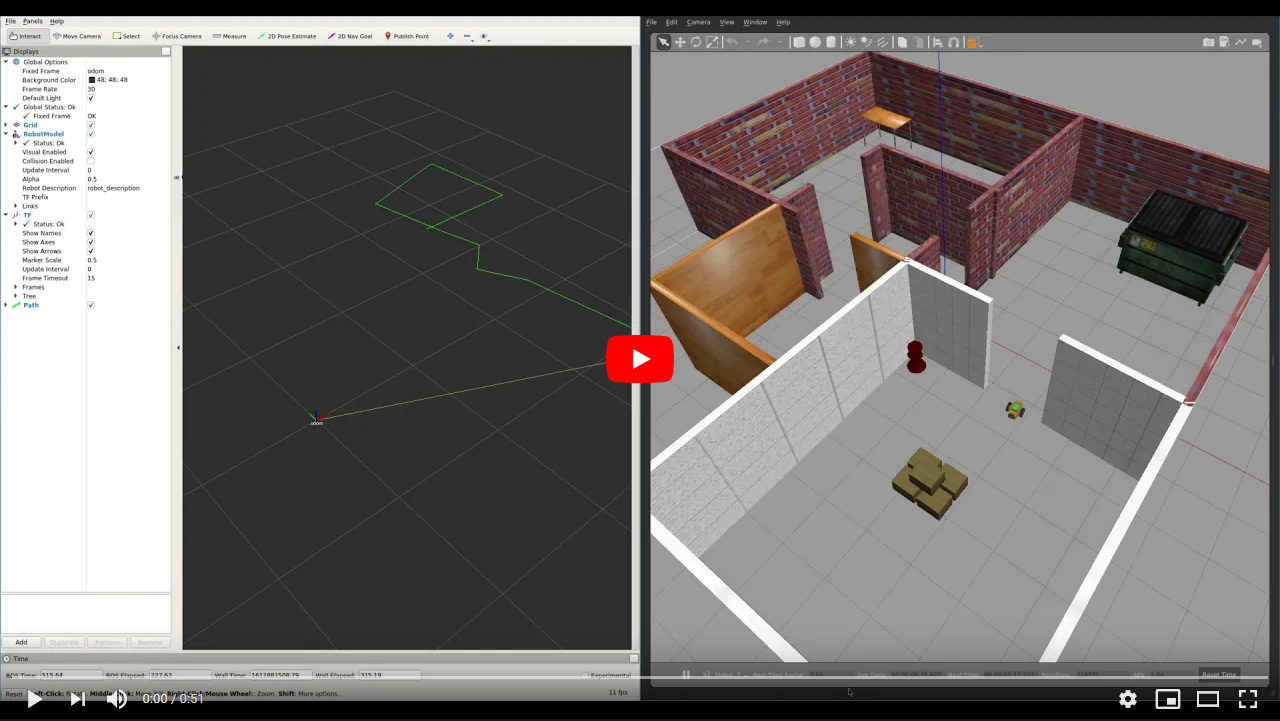 File Panels Help
Interact Move Camera Select Focus Camera Measure 2D Pose Estimate 2D Nav Goal Publish Point
Displays
Global Options
Fixed Frame odom
Background Color 48; 48; 48
Frame Rate 30
Default Light
Global Status: Ok
Fixed Frame OK
Grid
RobotModel
Status: Ok
Visual Enabled
Collision Enabled
Update Interval 0
Alpha 0.5
Robot Description robot_description
TF Prefix
Links
TF
Status: Ok
Show Names
Show Axes
Show Arrows
Marker Scale 0.5
Update Interval 0
Frame Timeout 15
Frames
Tree
Path
Add Duplicate Remove Rename
odom
Time
ROS Time: 515.64 ROS Elapsed: 227.63 Wall Time: 1612881508.79 Wall Elapsed: 315.19 Experimental
Reset Left-Click: Middle Right-Click/Mouse Wheel: Zoom. Shift: More options. 11 fps
File Edit Camera View Window Help
Reset Time
0:00 / 0:51